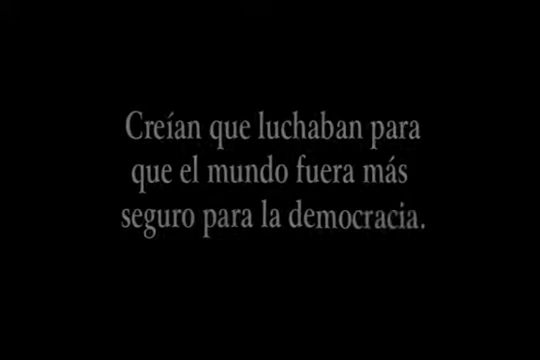 Creían que luchaban para
que el mundo fuera más
seguro para la democracia.